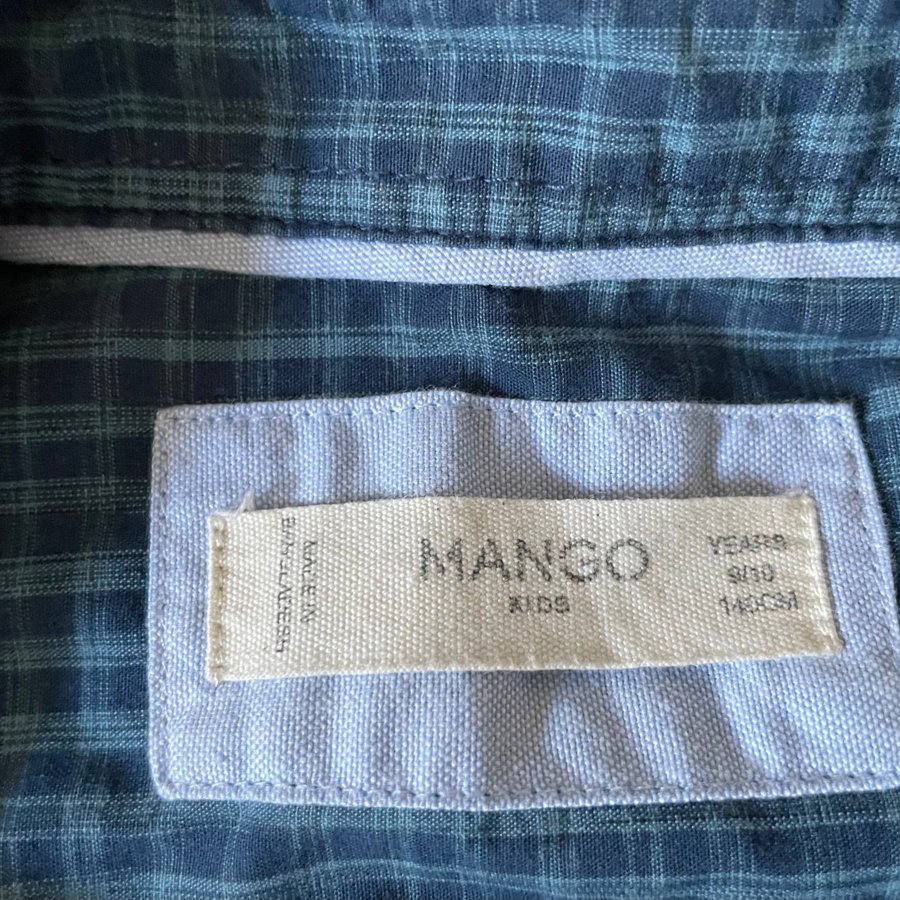 MADE IN
BANGLADESH
MANGO
KIDS
YEARS
9/10
140CM